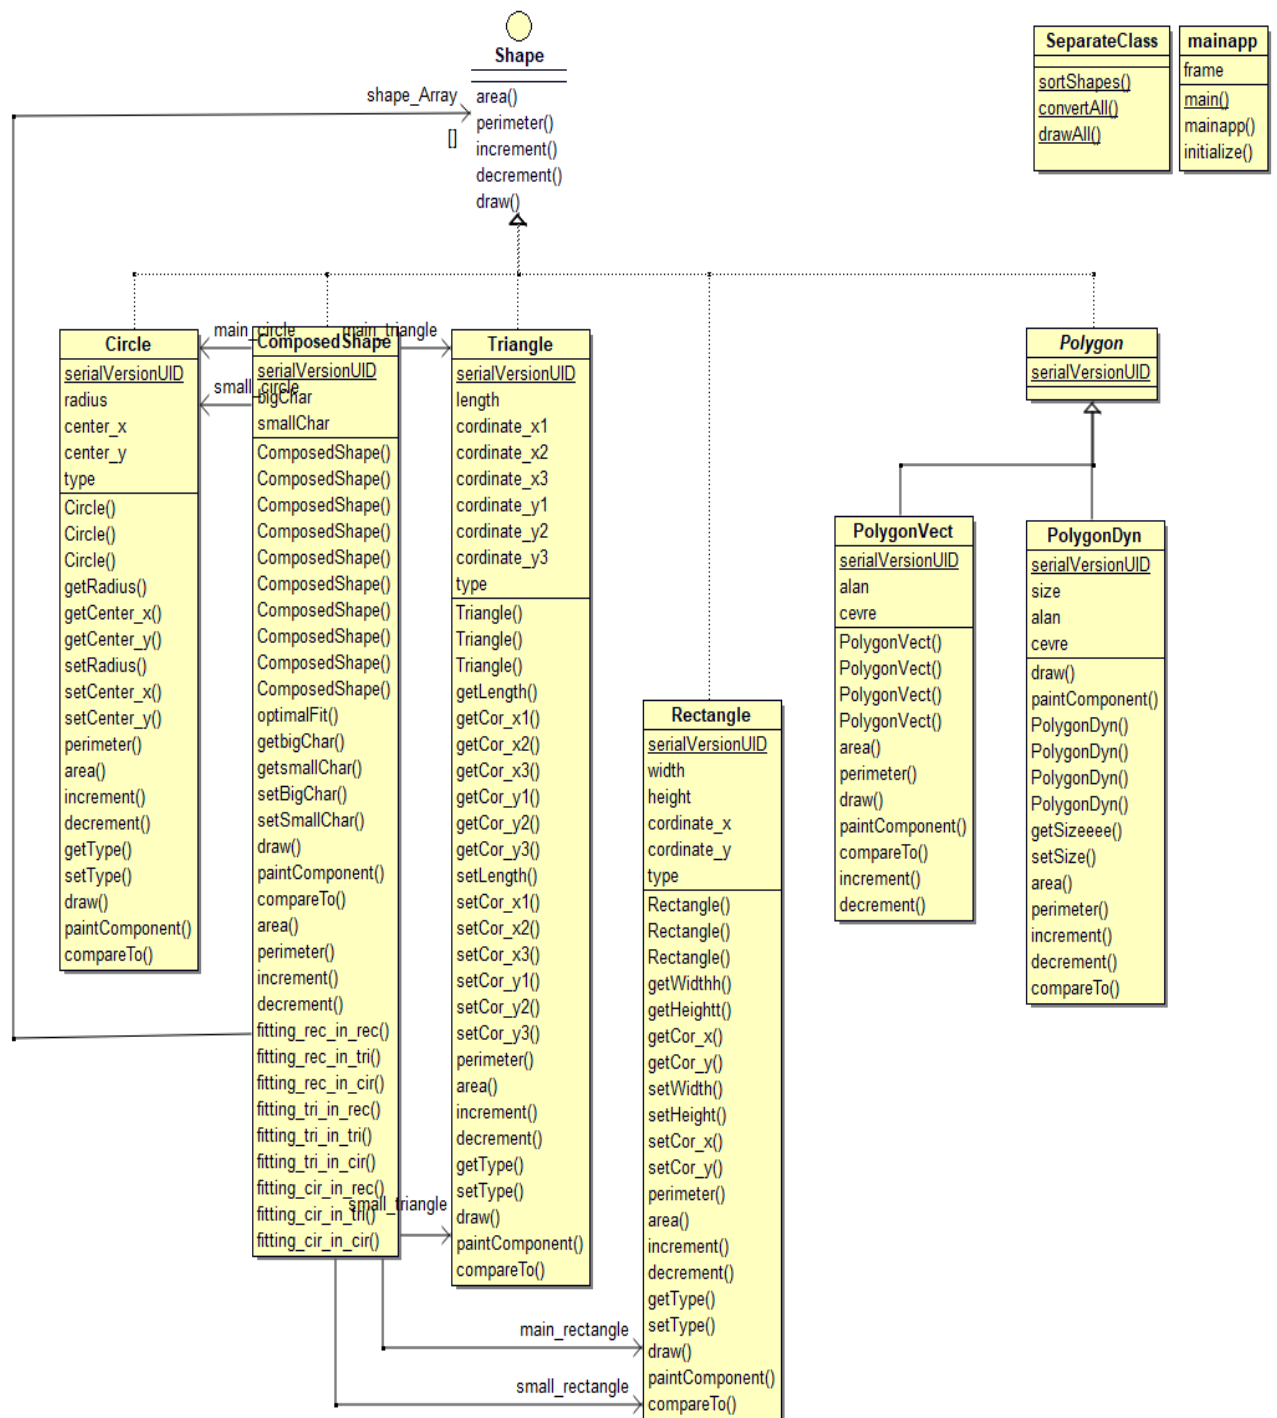 Shape
area()
perimeter()
increment()
decrement()
draw()
shape_Array
[]
SeparateClass
sortShapes()
convertAll()
drawAll()
mainapp
frame
main()
mainapp()
initialize()
Circle
serialVersionUID
radius
center_x
center_y
type
Circle()
Circle()
Circle()
getRadius()
getCenter_x()
getCenter_y()
setRadius()
setCenter_x()
setCenter_y()
perimeter()
area()
increment()
decrement()
getType()
setType()
draw()
paintComponent()
compareTo()
main_circle
small_circle
ComposedShape
serialVersionUID
bigChar
smallChar
ComposedShape()
ComposedShape()
ComposedShape()
ComposedShape()
ComposedShape()
ComposedShape()
ComposedShape()
ComposedShape()
ComposedShape()
ComposedShape()
optimalFit()
getbigChar()
getsmallChar()
setBigChar()
setSmallChar()
draw()
paintComponent()
compareTo()
area()
perimeter()
increment()
decrement()
fitting_rec_in_rec()
fitting_rec_in_tri()
fitting_rec_in_cir()
fitting_tri_in_rec()
fitting_tri_in_tri()
fitting_tri_in_cir()
fitting_cir_in_rec()
fitting_cir_in_tri()
fitting_cir_in_cir()
main_triangle
small_triangle
Triangle
serialVersionUID
length
cordinate_x1
cordinate_x2
cordinate_x3
cordinate_y1
cordinate_y2
cordinate_y3
type
Triangle()
Triangle()
Triangle()
getLength()
getCor_x1()
getCor_x2()
getCor_x3()
getCor_y1()
getCor_y2()
getCor_y3()
setLength()
setCor_x1()
setCor_x2()
setCor_x3()
setCor_y1()
setCor_y2()
setCor_y3()
perimeter()
area()
increment()
decrement()
getType()
setType()
draw()
paintComponent()
compareTo()
main_rectangle
small_rectangle
Rectangle
serialVersionUID
width
height
cordinate_x
cordinate_y
type
Rectangle()
Rectangle()
Rectangle()
getWidthh()
getHeightt()
getCor_x()
getCor_y()
setWidth()
setHeight()
setCor_x()
setCor_y()
perimeter()
area()
increment()
decrement()
getType()
setType()
draw()
paintComponent()
compareTo()
Polygon
serialVersionUID
PolygonVect
serialVersionUID
alan
cevre
PolygonVect()
PolygonVect()
PolygonVect()
PolygonVect()
area()
perimeter()
draw()
paintComponent()
compareTo()
increment()
decrement()
PolygonDyn
serialVersionUID
size
alan
cevre
draw()
paintComponent()
PolygonDyn()
PolygonDyn()
PolygonDyn()
PolygonDyn()
getSizeeee()
setSize()
area()
perimeter()
increment()
decrement()
compareTo()